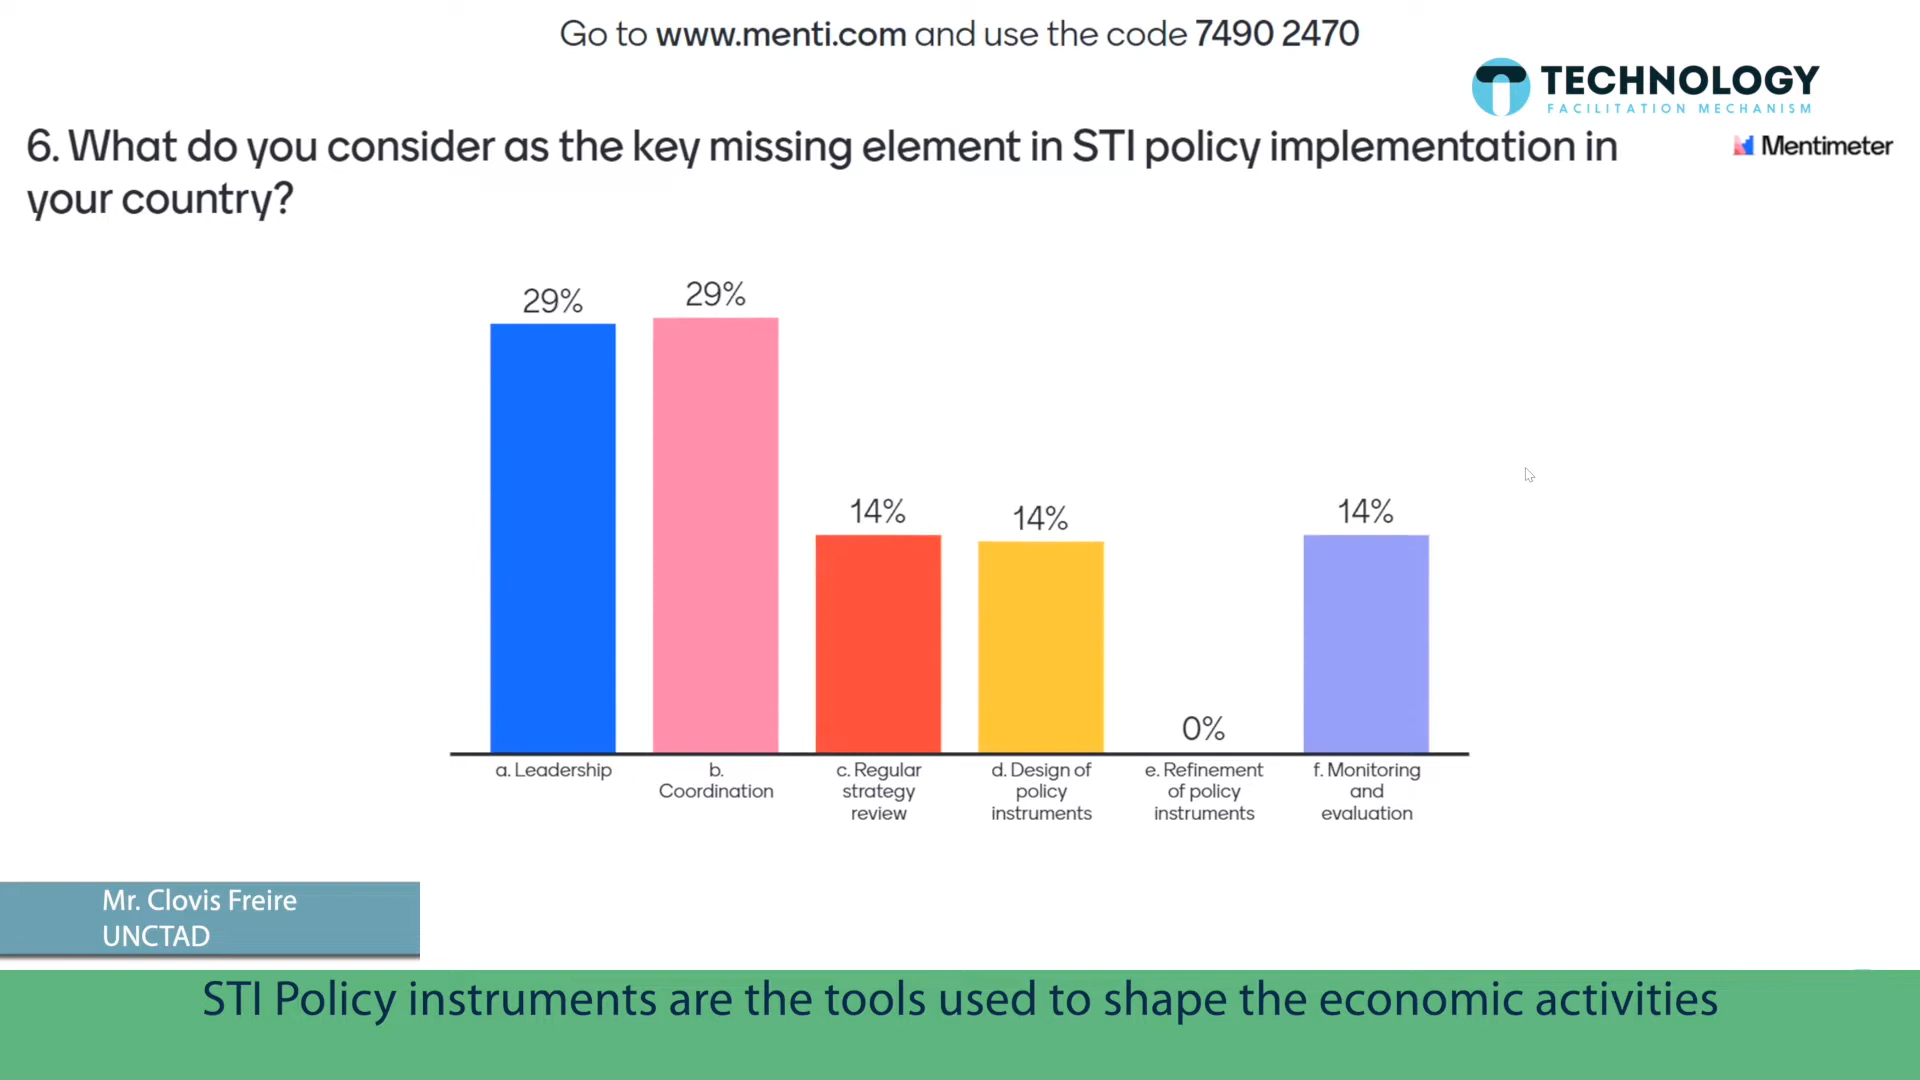 Go to www.menti.com and use the code 7490 2470
TECHNOLOGY
FACILITATION MECHANISM
6. What do you consider as the key missing element in STI policy implementation in
your country?
Mentimeter
29%
29%
14%
14%
0%
14%
a. Leadership
b.
Coordination
c. Regular
strategy
review
d. Design of
policy
instruments
e. Refinement
of policy
instruments
f. Monitoring
and
evaluation
Mr. Clovis Freire
UNCTAD
STI Policy instruments are the tools used to shape the economic activities